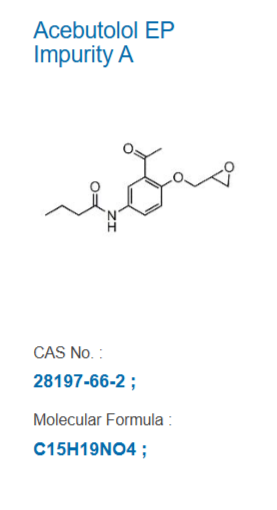 Acebutolol EP
Impurity A
O
O
O
O
N
H
CAS No. :
28197-66-2 ;
Molecular Formula :
C15H19NO4 ;